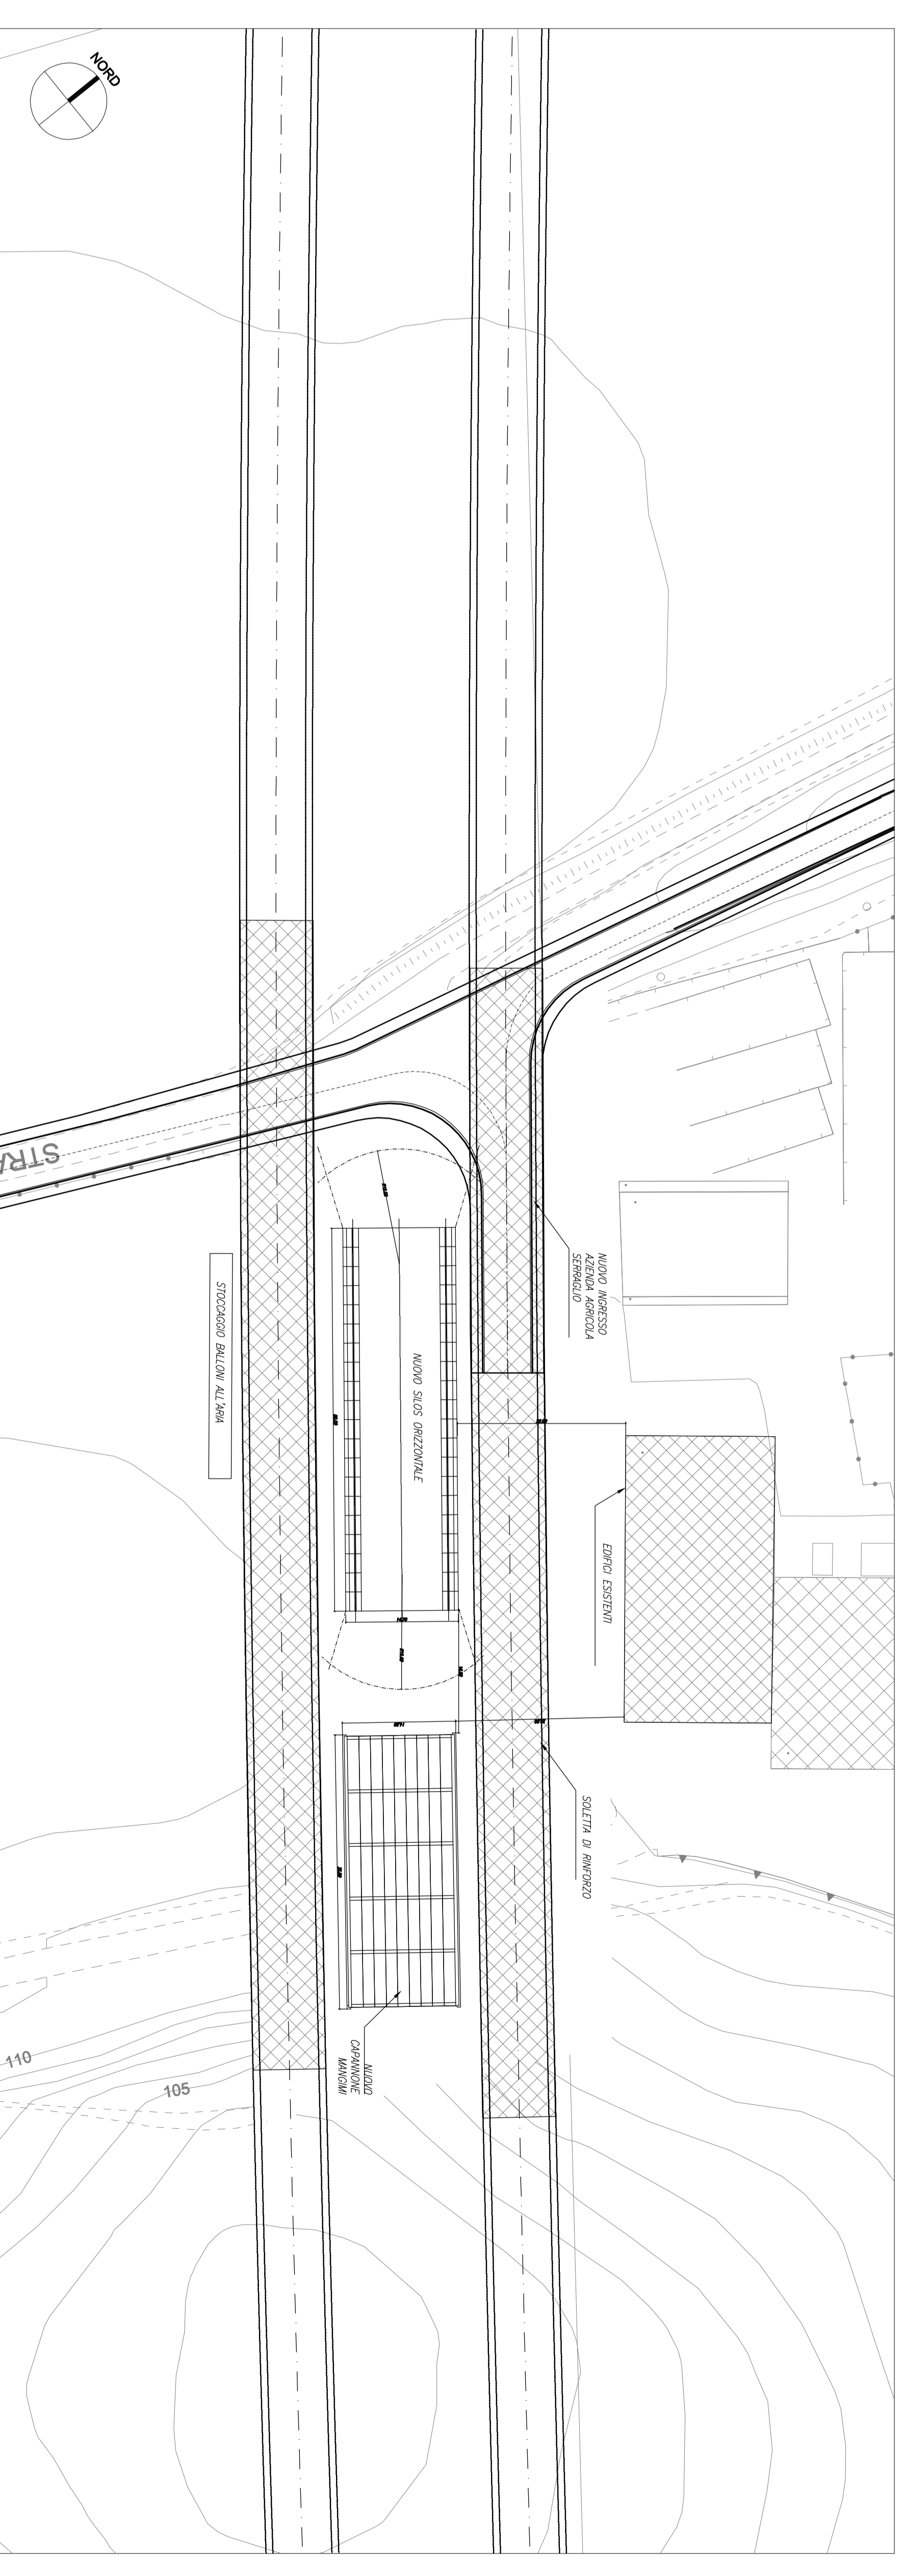 NORD
STRA
NUOVO INGRESSO
AZIENDA AGRICOLA
SERRAGLIO
STOCCAGGIO BALLONI ALL'ARIA
NUOVO SILOS ORIZZONTALE
EDIFICI ESISTENTI
SOLETTA DI RINFORZO
NUOVO
CAPANNONE
MANGIMI
110
105